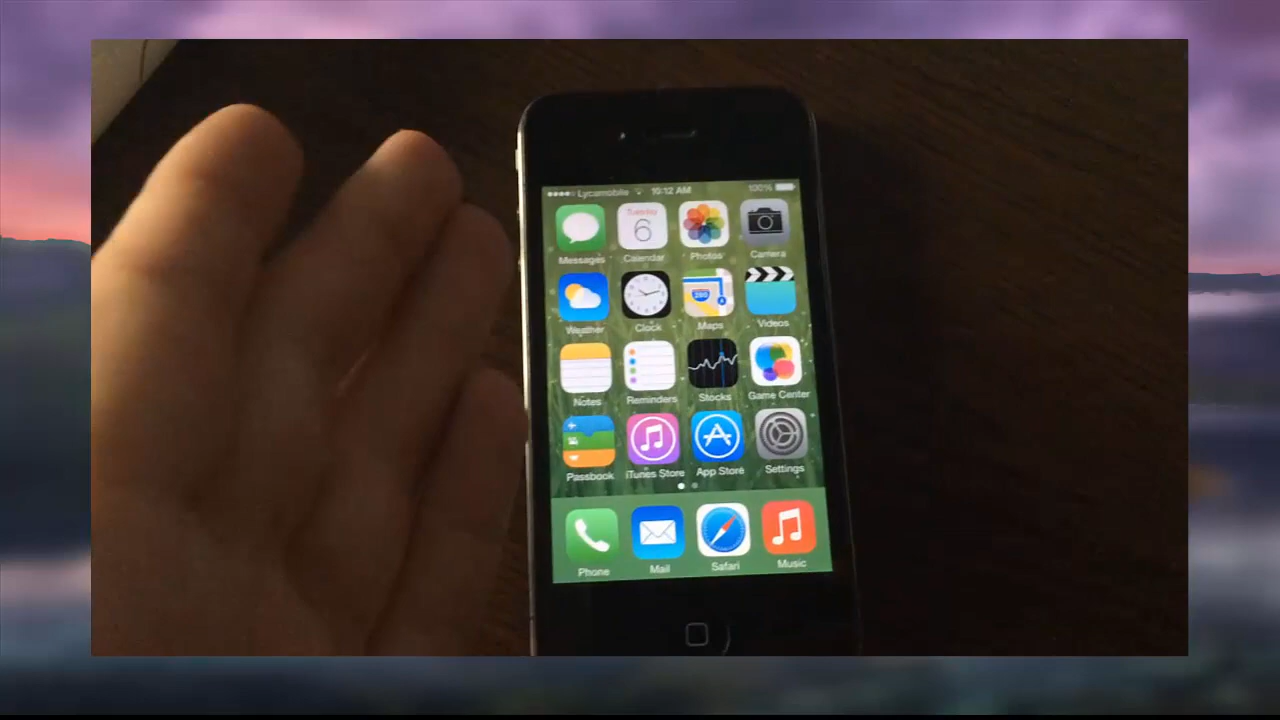 Lycamobile 10:12 AM 100%
Tuesday
6
Messages Calendar Photos Camera
280
Weather Clock Maps Videos
Notes Reminders Stocks Game Center
Passbook iTunes Store App Store Settings
Phone Mail Safari Music